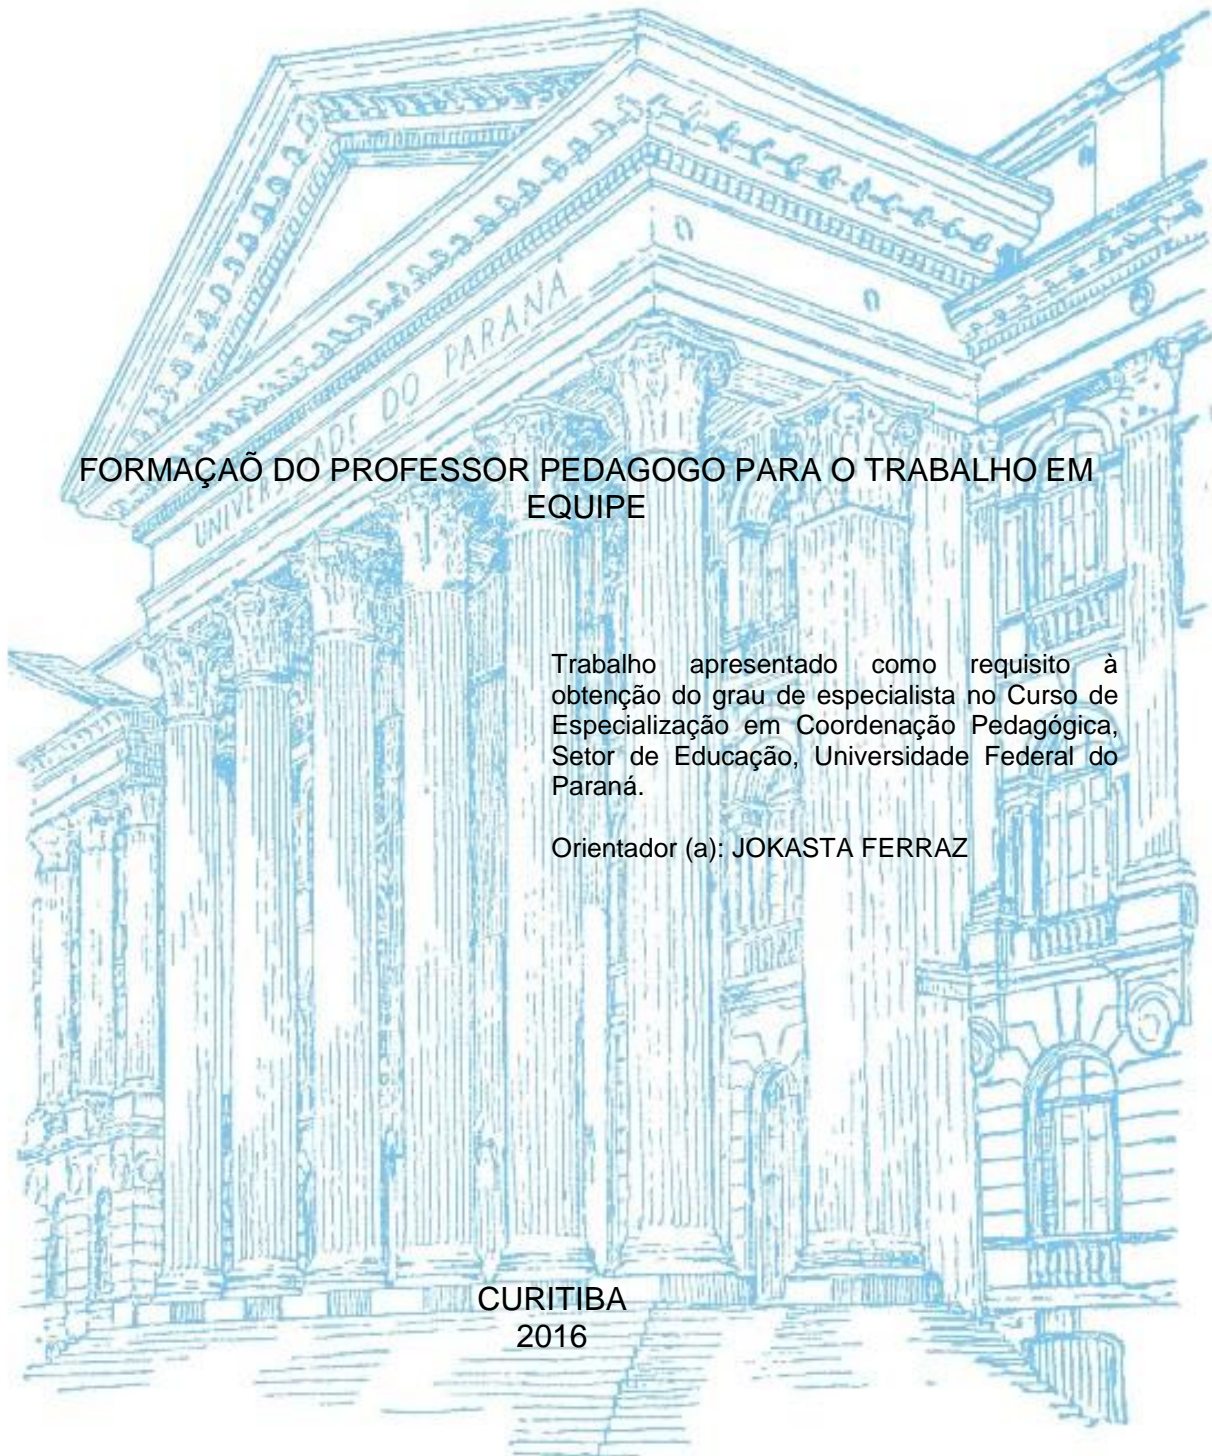 UNIVERSIDADE DO PARANÁ
FORMAÇAÕ DO PROFESSOR PEDAGOGO PARA O TRABALHO EM
EQUIPE
Trabalho apresentado como requisito à
obtenção do grau de especialista no Curso de
Especialização em Coordenação Pedagógica,
Setor de Educação, Universidade Federal do
Paraná.
Orientador (a): JOKASTA FERRAZ
CURITIBA
2016